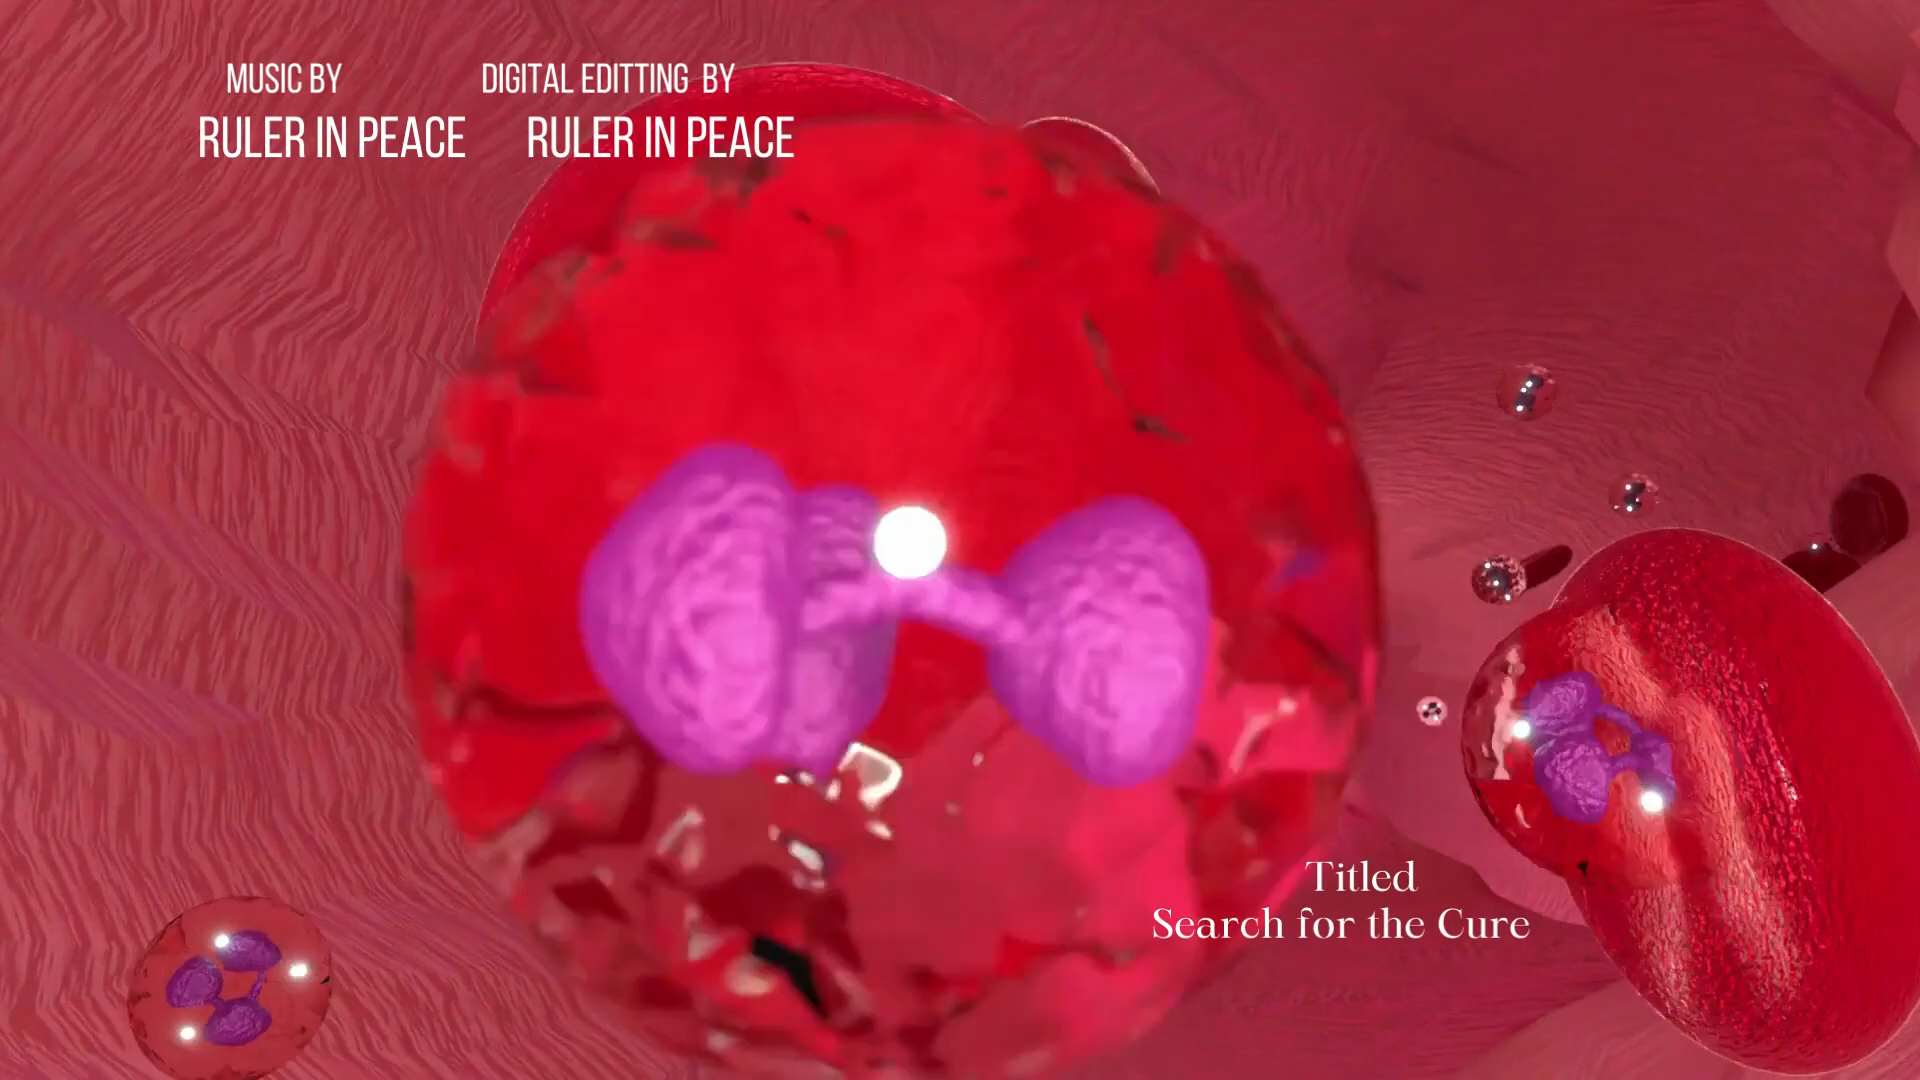 MUSIC BY
RULER IN PEACE
DIGITAL EDITTING BY
RULER IN PEACE
Titled
Search for the Cure